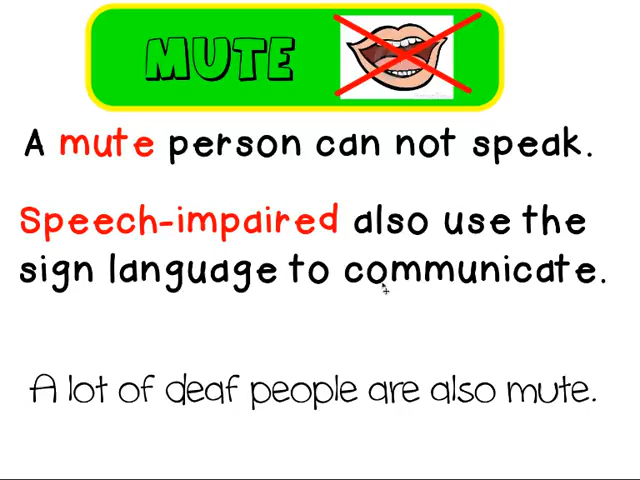 MUTE
A mute person can not speak.
Speech-impaired also use the
sign language to communicate.
A lot of deaf people are also mute.